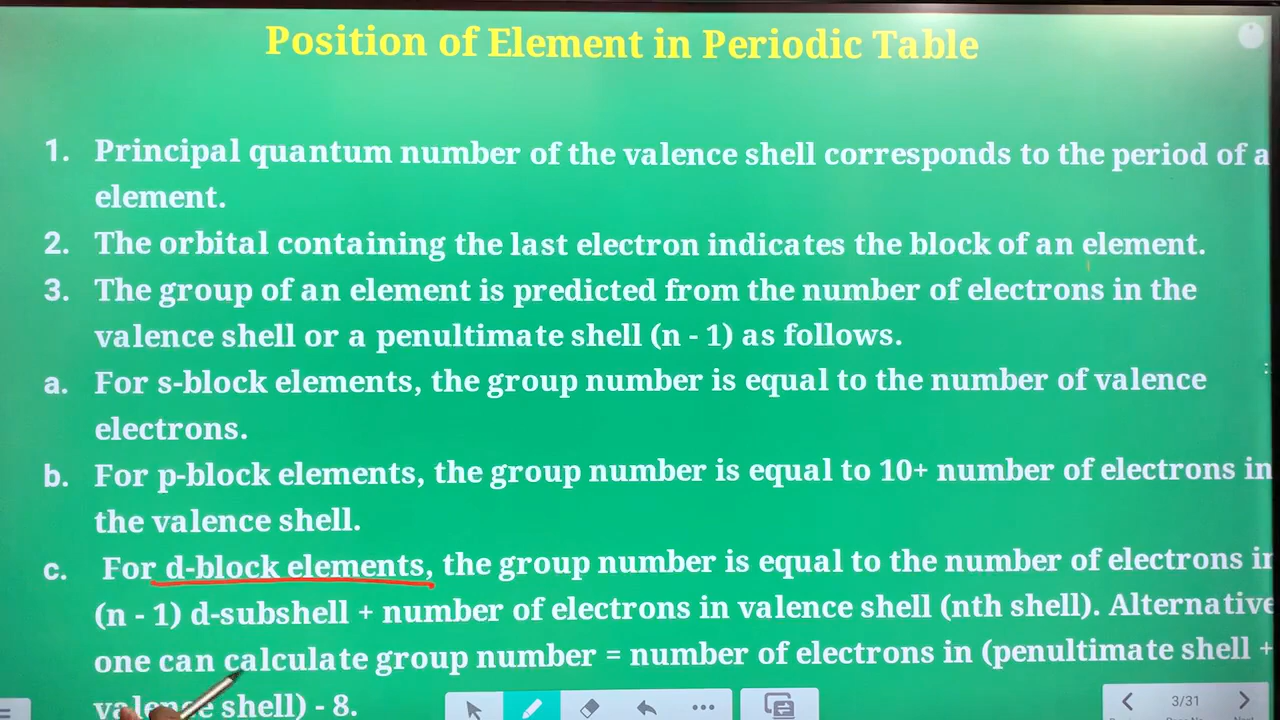 Position of Element in Periodic Table
1. Principal quantum number of the valence shell corresponds to the period of a
element.
2. The orbital containing the last electron indicates the block of an element.
3. The group of an element is predicted from the number of electrons in the
valence shell or a penultimate shell (n - 1) as follows.
a. For s-block elements, the group number is equal to the number of valence
electrons.
b. For p-block elements, the group number is equal to 10+ number of electrons in
the valence shell.
c. For d-block elements, the group number is equal to the number of electrons in
(n - 1) d-subshell + number of electrons in valence shell (nth shell). Alternative
one can calculate group number = number of electrons in (penultimate shell +
valence shell) - 8.
3/31